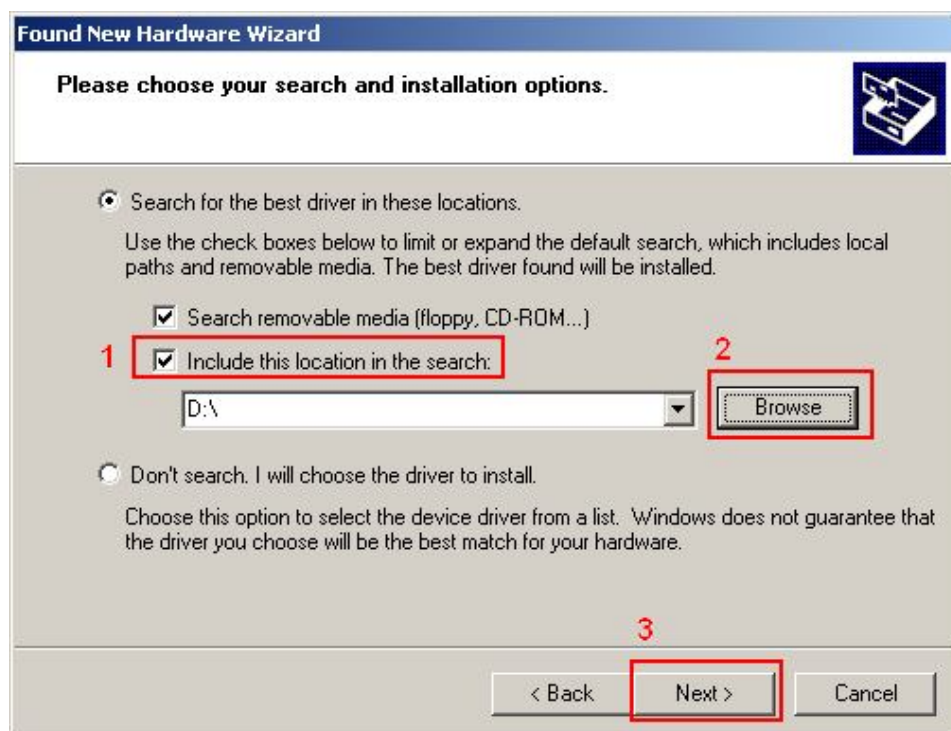 Found New Hardware Wizard
Please choose your search and installation options.
Search for the best driver in these locations.
Use the check boxes below to limit or expand the default search, which includes local
paths and removable media. The best driver found will be installed.
Search removable media (floppy, CD-ROM...)
1 Include this location in the search:
2
D:\ Browse
Don't search. I will choose the driver to install.
Choose this option to select the device driver from a list. Windows does not guarantee that
the driver you choose will be the best match for your hardware.
3
< Back Next > Cancel